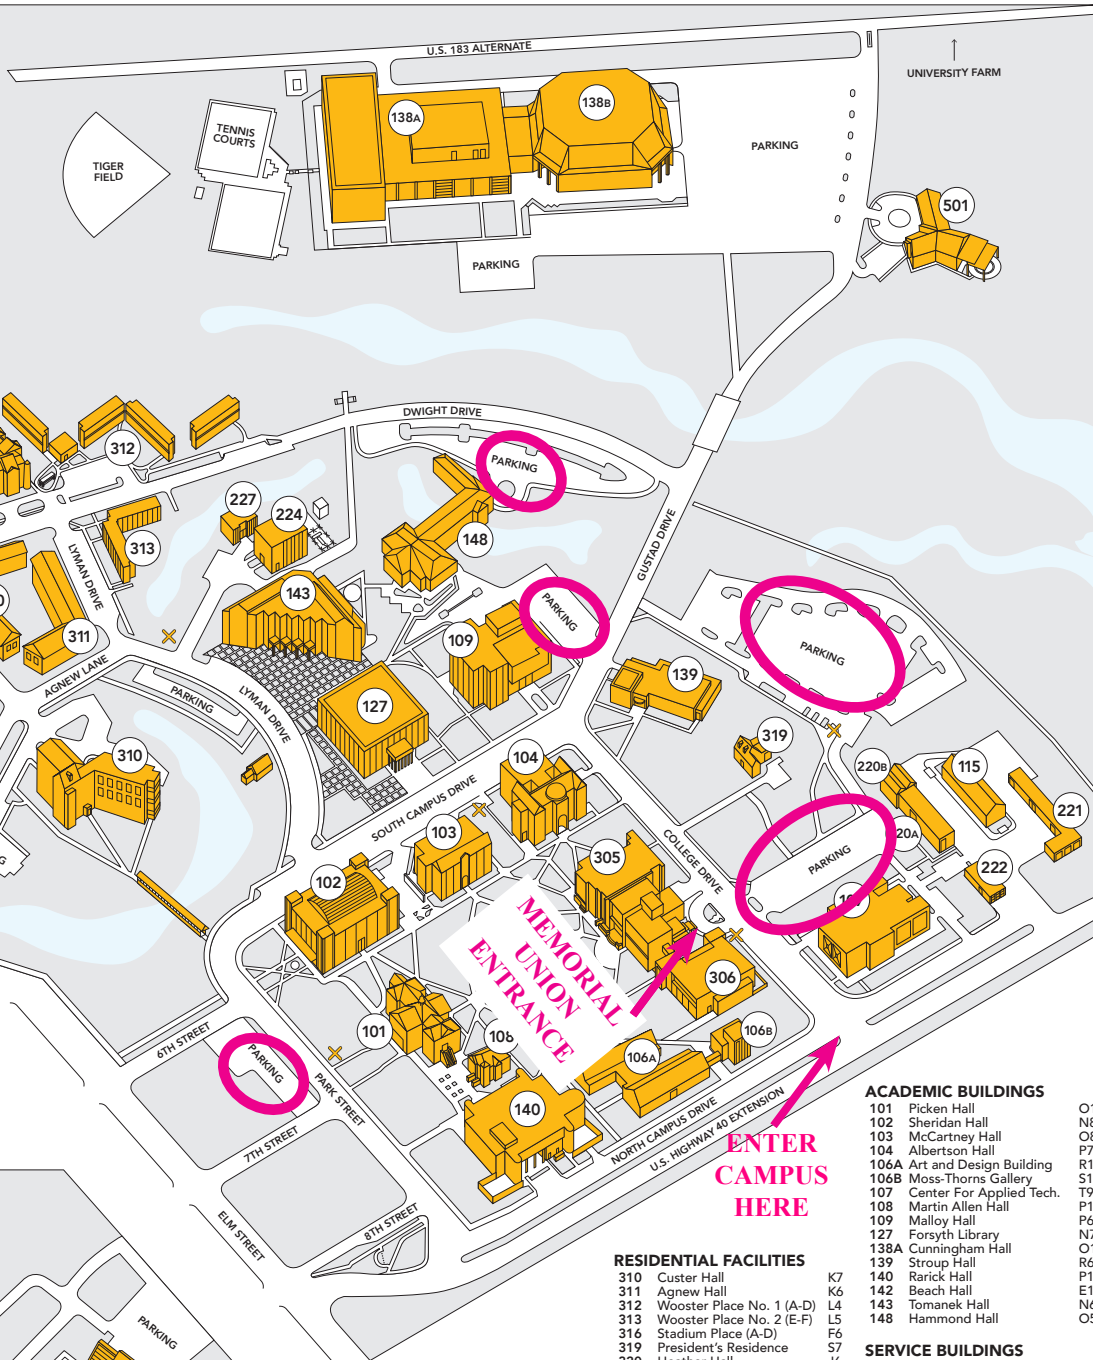 U.S. 183 ALTERNATE
UNIVERSITY FARM
138A
138B
TENNIS
COURTS
PARKING
TIGER
FIELD
501
PARKING
DWIGHT DRIVE
312
PARKING
227
224
148
313
GUSTAD DRIVE
LYMAN DRIVE
143
PARKING
311
109
PARKING
AGNEW LANE
139
PARKING
LYMAN DRIVE
127
310
104
319
220B
115
SOUTH CAMPUS DRIVE
221
103
COLLEGE DRIVE
305
PARKING
222
102
MEMORIAL
UNION
ENTRANCE
306
101
108
106B
6TH STREET
PARKING
106A
PARK STREET
140
7TH STREET
NORTH CAMPUS DRIVE
U.S. HIGHWAY 40 EXTENSION
ENTER
CAMPUS
HERE
8TH STREET
ELM STREET
PARKING
ACADEMIC BUILDINGS
101 Picken Hall
102 Sheridan Hall
103 McCartney Hall
104 Albertson Hall P7
106A Art and Design Building
106B Moss-Thorns Gallery
107 Center For Applied Tech. T9
108 Martin Allen Hall
109 Malloy Hall P6
127 Forsyth Library N7
138A Cunningham Hall
139 Stroup Hall R6
140 Rarick Hall
142 Beach Hall
143 Tomanek Hall N6
148 Hammond Hall O5
SERVICE BUILDINGS
RESIDENTIAL FACILITIES
310 Custer Hall K7
311 Agnew Hall K6
312 Wooster Place No. 1 (A-D) L4
313 Wooster Place No. 2 (E-F) L5
316 Stadium Place (A-D) F6
319 President's Residence S7